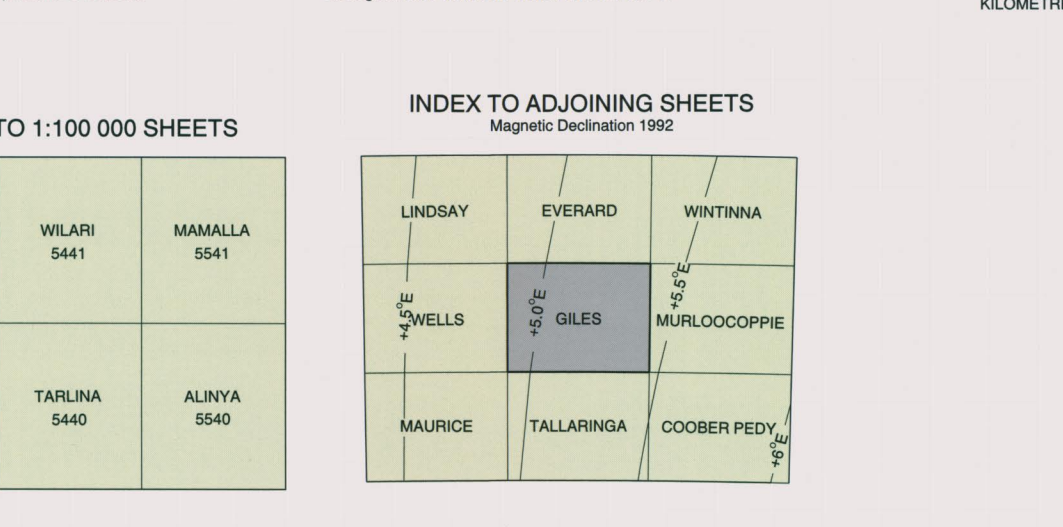 TO 1:100 000 SHEETS
WILARI
5441
MAMALLA
5541
TARLINA
5440
ALINYA
5540
INDEX TO ADJOINING SHEETS
Magnetic Declination 1992
LINDSAY
EVERARD
WINTINNA
+4.5°E
WELLS
+5.0°E
GILES
+5.5°E
MURLOOCOPPIE
MAURICE
TALLARINGA
COOBER PEDY
+6°E